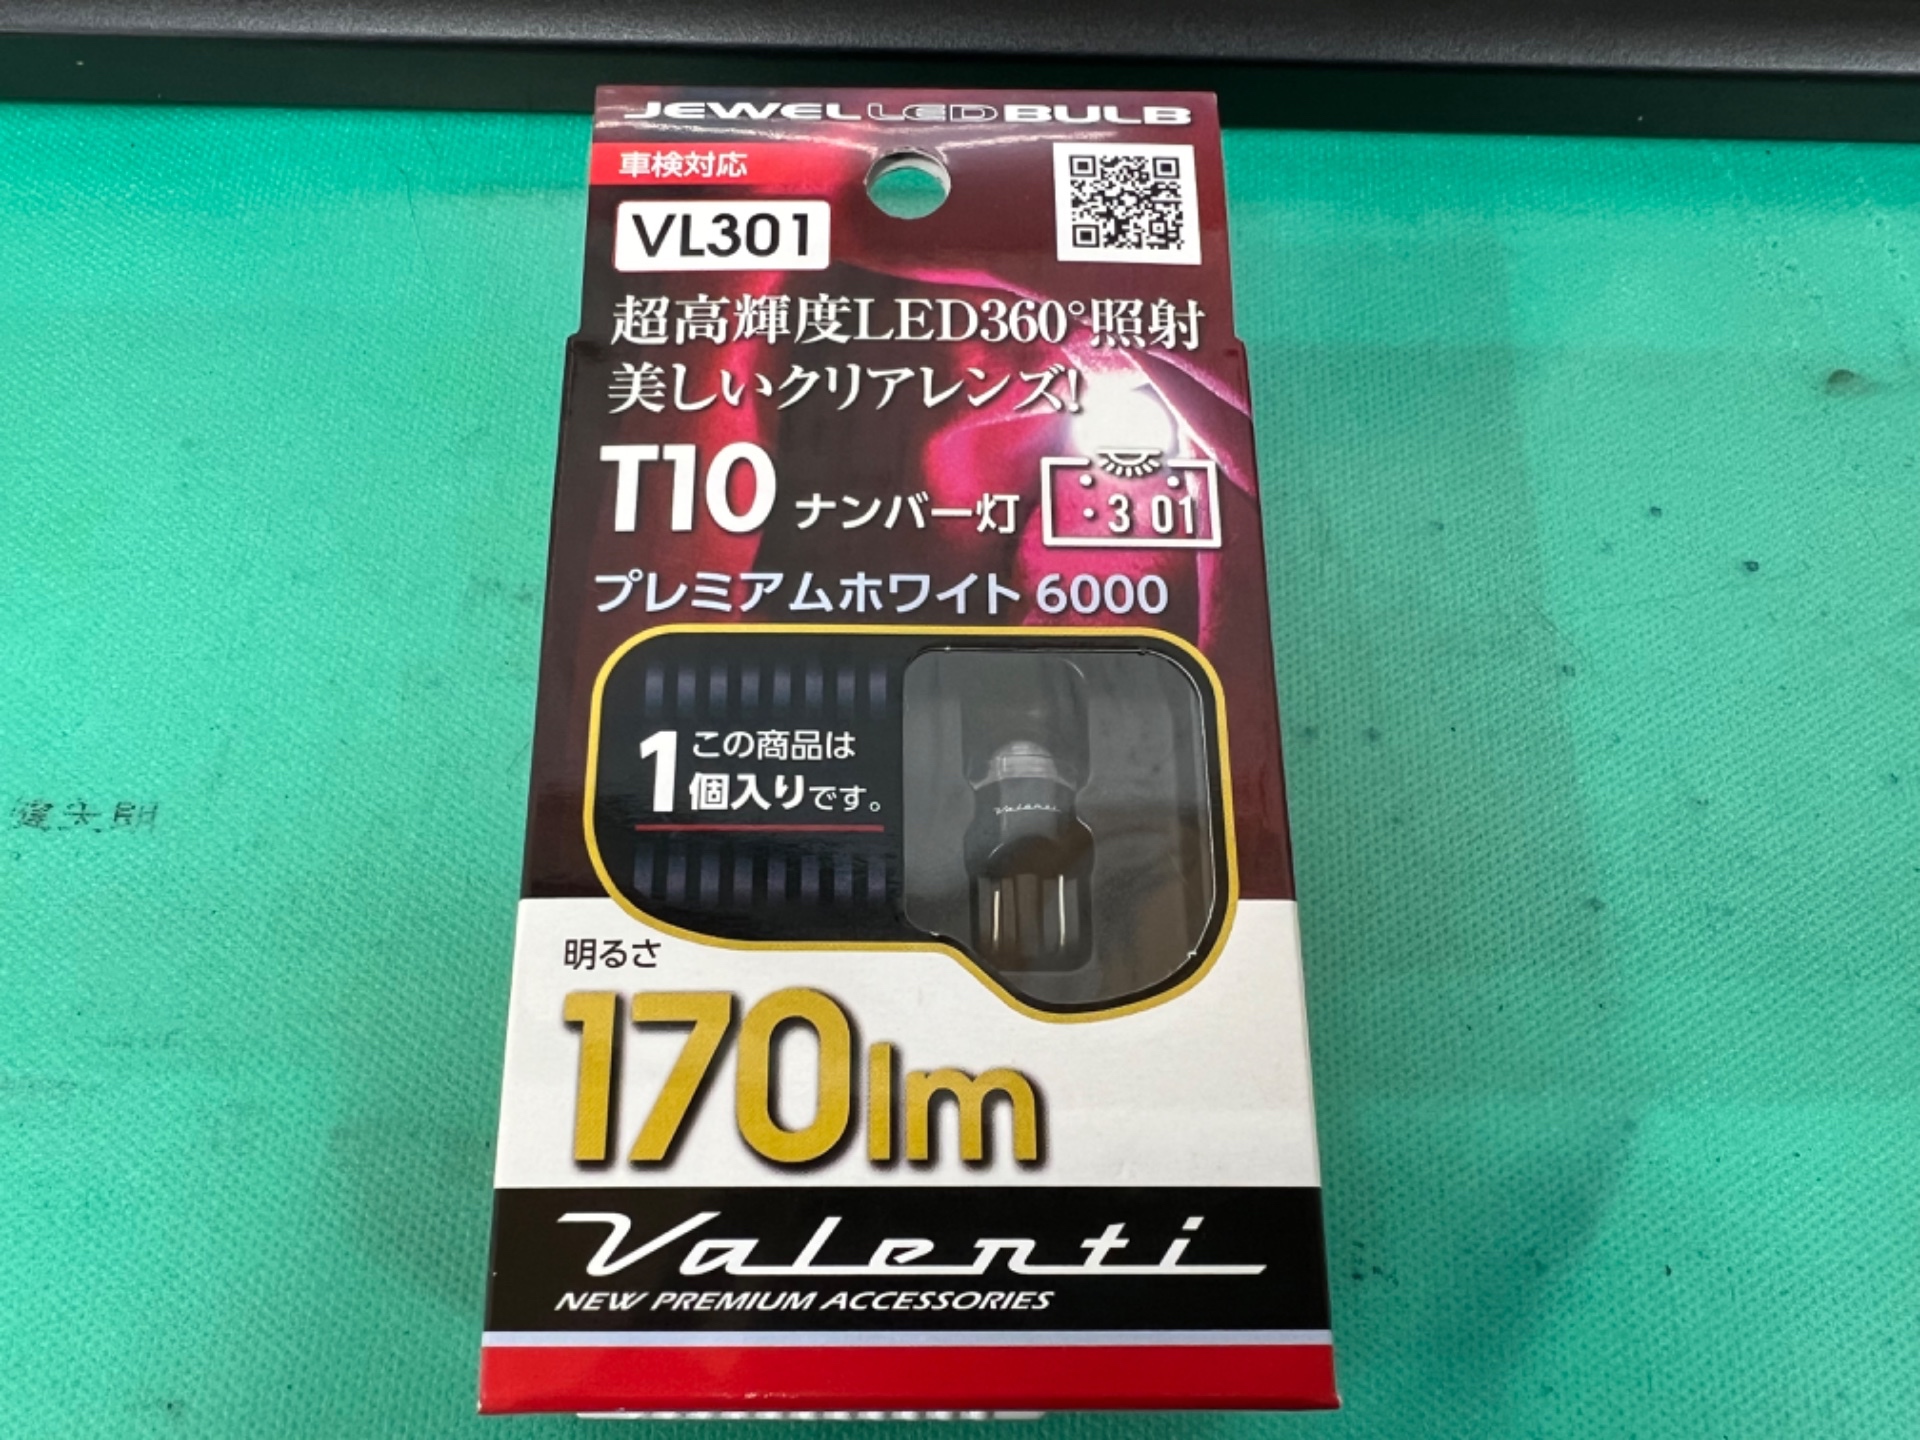 JEWEL LED BULB
車検対応
VL301
超高輝度LED360°照射
美しいクリアレンズ!
T10 ナンバー灯
・3 01
プレミアムホワイト 6000
この商品は
1個入りです。
Valenti
明るさ
170lm
Valenti
NEW PREMIUM ACCESSORIES